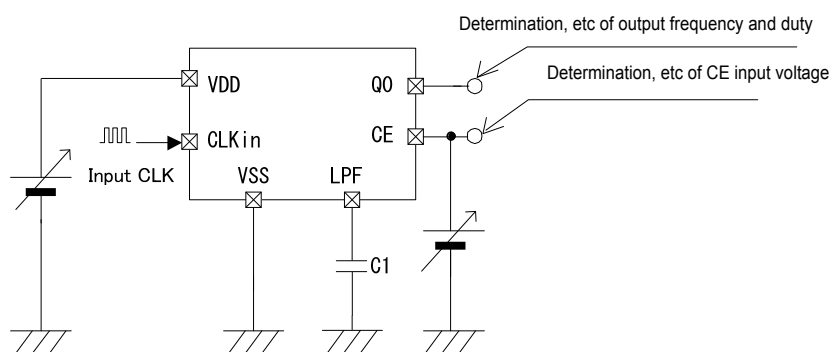 Determination, etc of output frequency and duty
Determination, etc of CE input voltage
VDD
Q0
CLKin
CE
Input CLK
VSS
LPF
C1